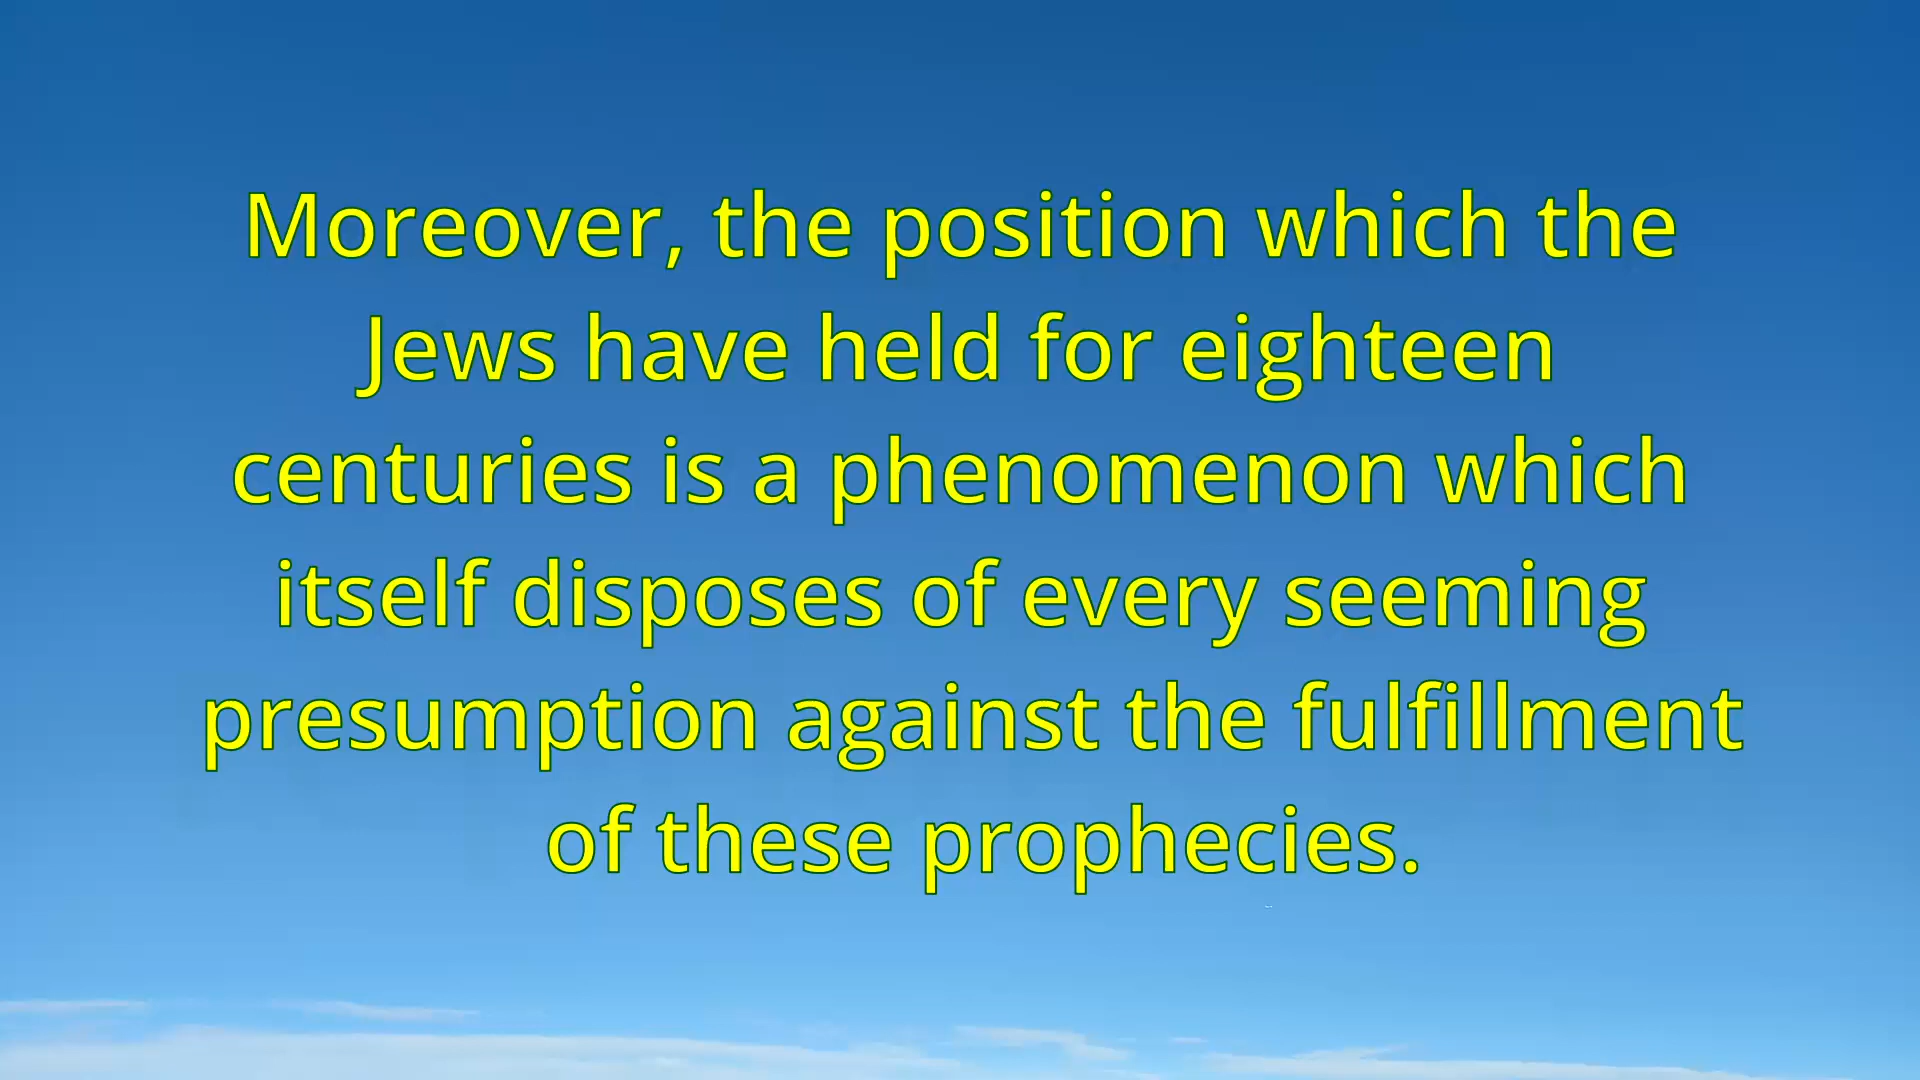 Moreover, the position which the
Jews have held for eighteen
centuries is a phenomenon which
itself disposes of every seeming
presumption against the fulfillment
of these prophecies.